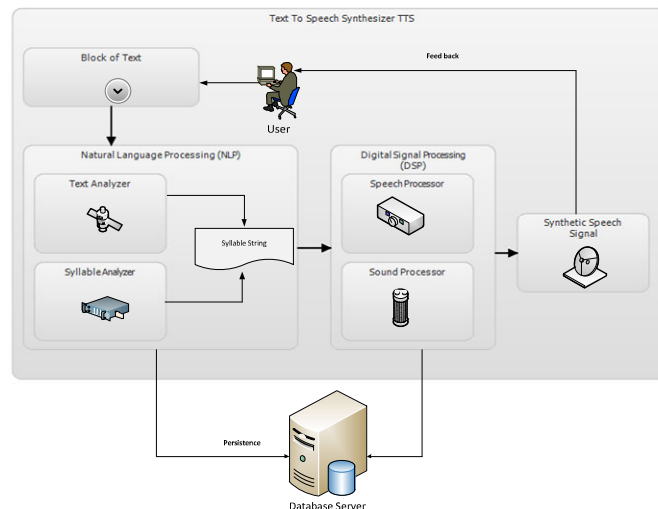 Text To Speech Synthesizer TTS
Block of Text
Feed back
User
Natural Language Processing (NLP)
Digital Signal Processing
(DSP)
Text Analyzer
Speech Processor
Syllable String
Synthetic Speech
Signal
Syllable Analyzer
Sound Processor
Persistence
Database Server